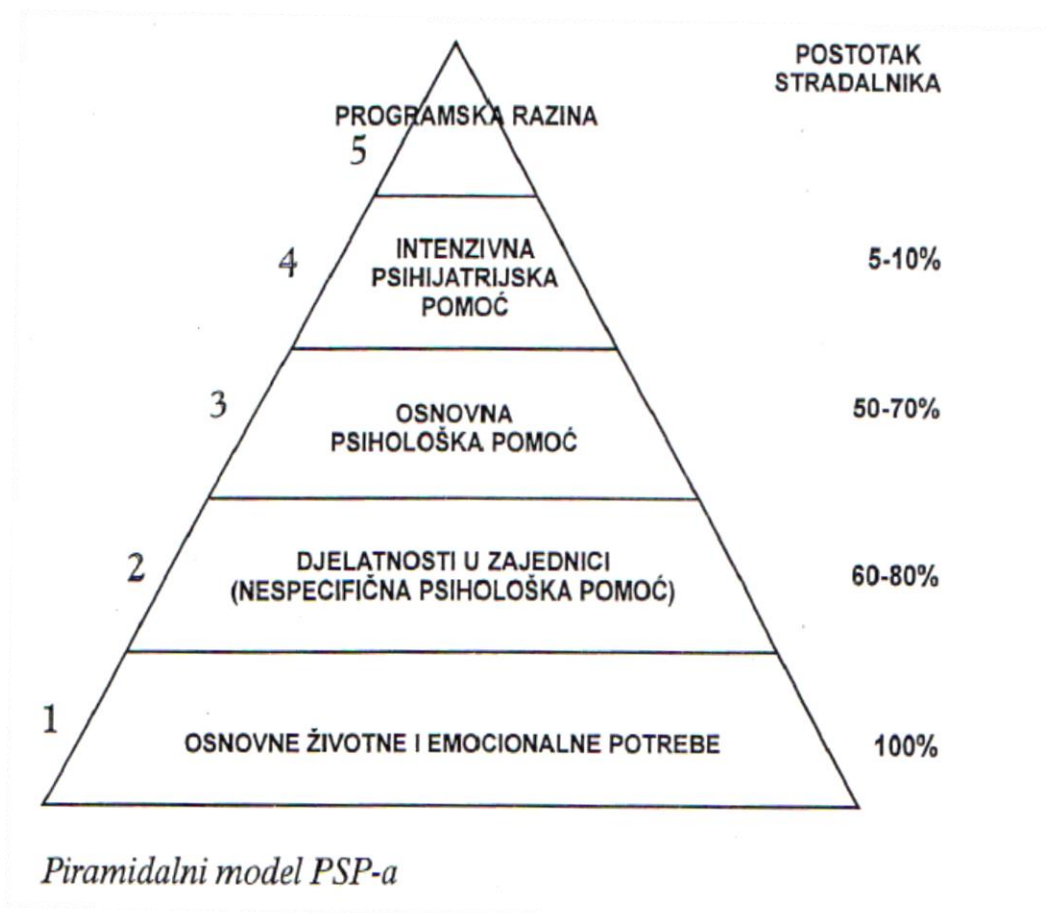 POSTOTAK
STRADALNIKA
PROGRAMSKA RAZINA
5
4
INTENZIVNA
PSIHIJATRIJSKA
POMOĆ
5-10%
3
OSNOVNA
PSIHOLOŠKA POMOĆ
50-70%
2
DJELATNOSTI U ZAJEDNICI
(NESPECIFIČNA PSIHOLOŠKA POMOĆ)
60-80%
1
OSNOVNE ŽIVOTNE I EMOCIONALNE POTREBE
100%
Piramidalni model PSP-a